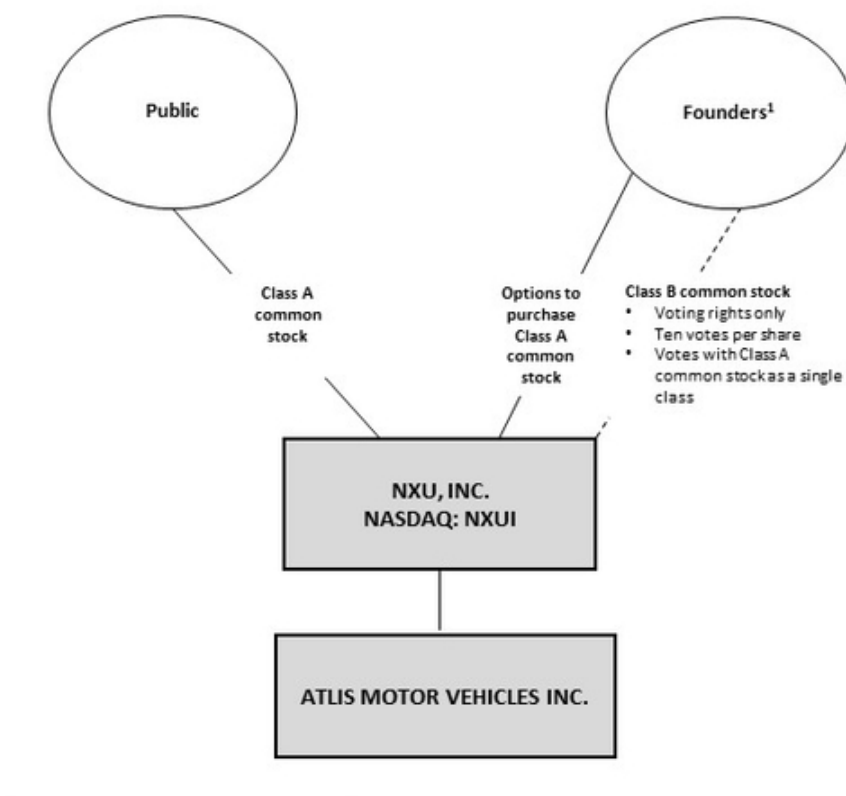 Public
Founders¹
Class A
common
stock
Options to
purchase
Class A
common
stock
Class B common stock
• Voting rights only
• Ten votes per share
• Votes with Class A
common stock as a single
class
NXU, INC.
NASDAQ: NXUI
ATLIS MOTOR VEHICLES INC.